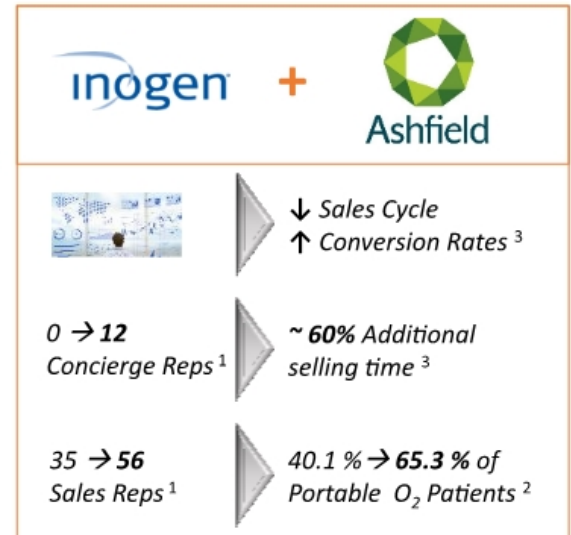 inogen
+
Ashfield
↓ Sales Cycle
↑ Conversion Rates ³
0 → 12
Concierge Reps ¹
~ 60% Additional
selling time ³
35 → 56
Sales Reps ¹
40.1 % → 65.3 % of
Portable O₂ Patients ²